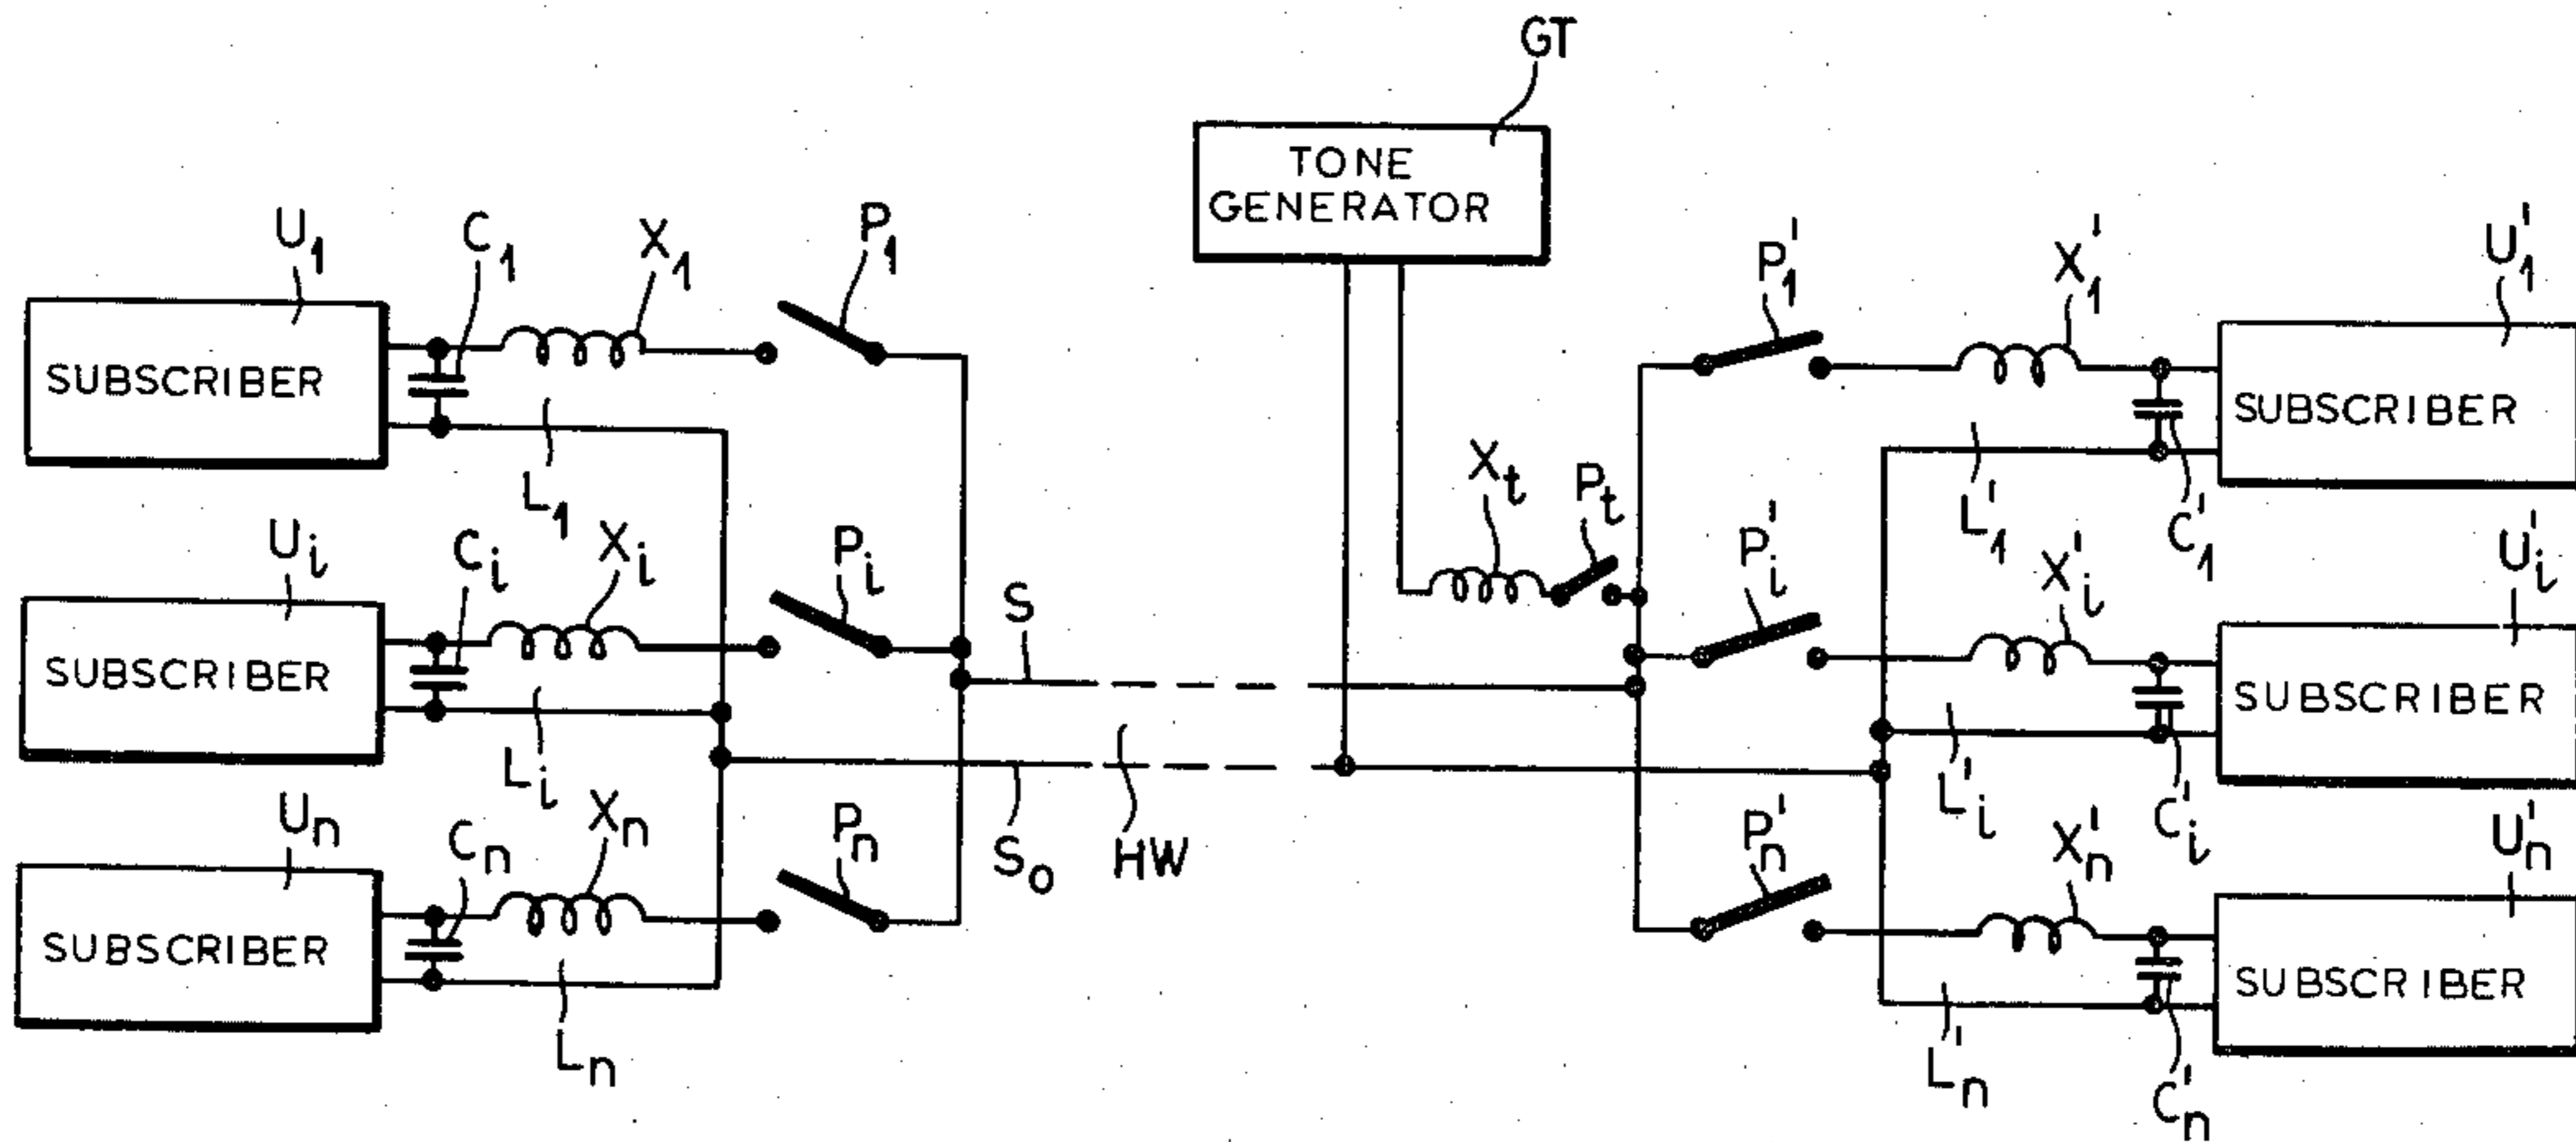 GT
TONE
GENERATOR
U1 C1 X1 P1
P'1 X'1 U'1
SUBSCRIBER
SUBSCRIBER
L1 Xt Pt L'1 C'1
Ui Ci Xi Pi
P'i X'i U'i
S
SUBSCRIBER
SUBSCRIBER
Li L'i C'i
Un Cn Xn Pn
So HW
P'n X'n U'n
SUBSCRIBER
SUBSCRIBER
Ln L'n C'n